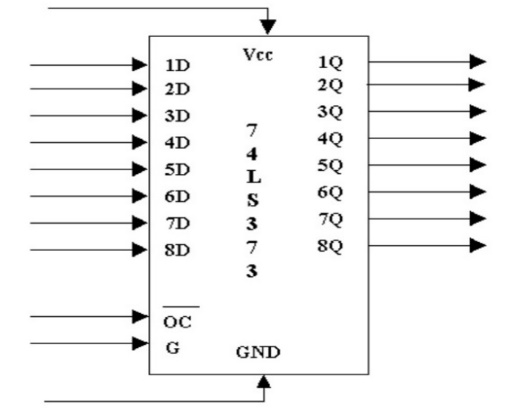 Vcc
1D
2D
3D
4D
5D
6D
7D
8D
OC
G
7
4
L
S
3
7
3
1Q
2Q
3Q
4Q
5Q
6Q
7Q
8Q
GND